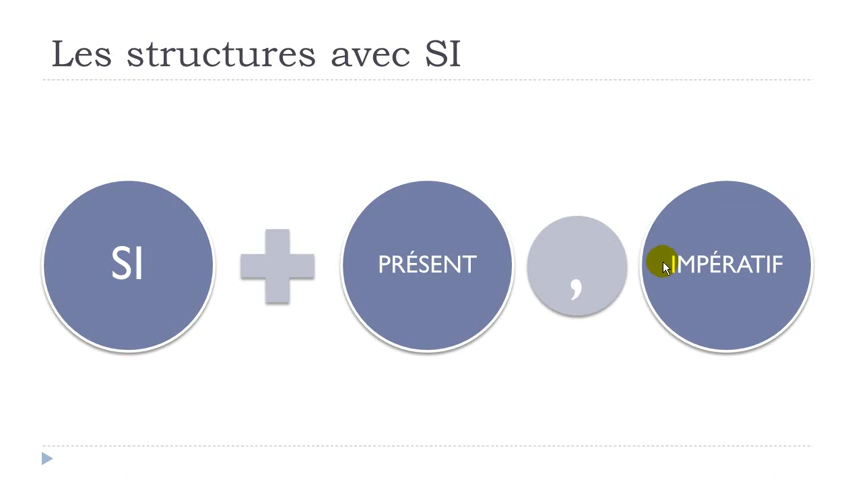 Les structures avec SI
SI
PRÉSENT
,
IMPÉRATIF